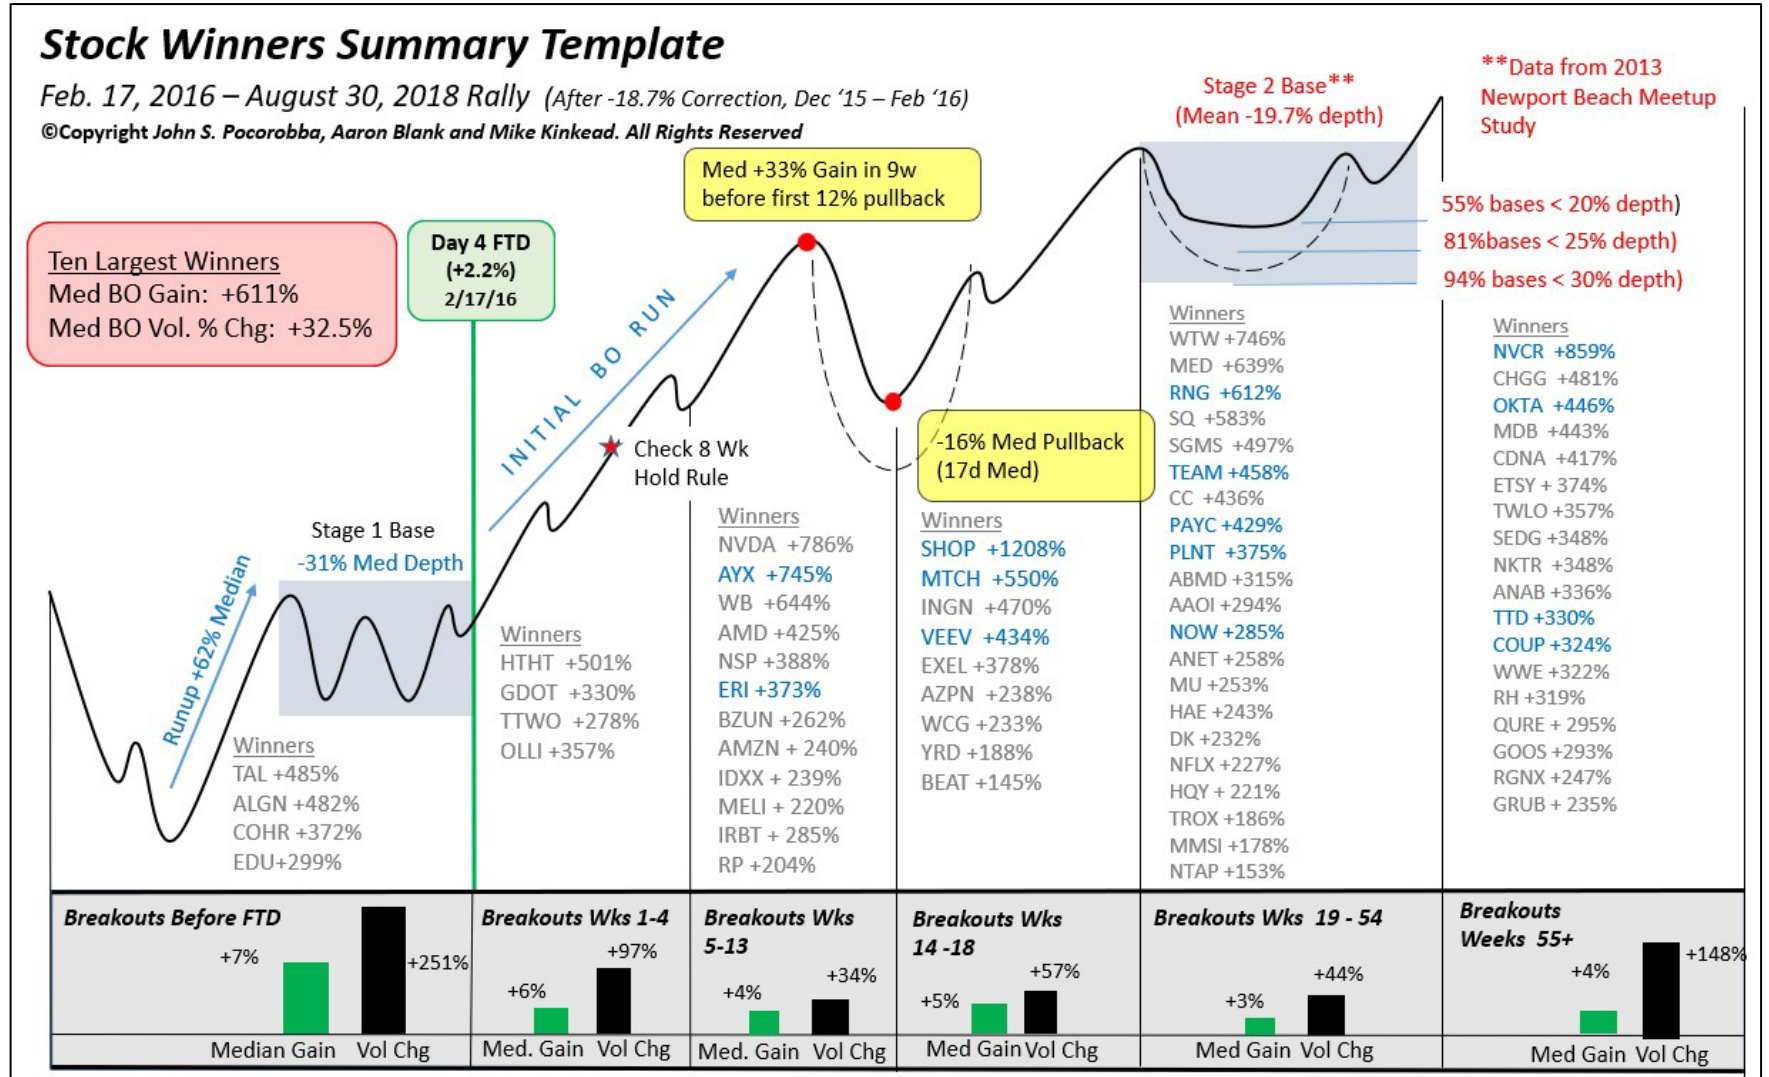 Stock Winners Summary Template
Feb. 17, 2016 – August 30, 2018 Rally (After -18.7% Correction, Dec ‘15 – Feb ‘16)
©Copyright John S. Pocorobba, Aaron Blank and Mike Kinkead. All Rights Reserved
Ten Largest Winners
Med BO Gain: +611%
Med BO Vol. % Chg: +32.5%
Day 4 FTD
(+2.2%)
2/17/16
Med +33% Gain in 9w
before first 12% pullback
Stage 2 Base**
(Mean -19.7% depth)
**Data from 2013
Newport Beach Meetup
Study
55% bases < 20% depth)
81%bases < 25% depth)
94% bases < 30% depth)
INITIAL BO RUN
Check 8 Wk
Hold Rule
-16% Med Pullback
(17d Med)
Stage 1 Base
-31% Med Depth
Runup +62% Median
Winners
TAL +485%
ALGN +482%
COHR +372%
EDU+299%
Winners
HTHT +501%
GDOT +330%
TTWO +278%
OLLI +357%
Winners
NVDA +786%
AYX +745%
WB +644%
AMD +425%
NSP +388%
ERI +373%
BZUN +262%
AMZN + 240%
IDXX + 239%
MELI + 220%
IRBT + 285%
RP +204%
Winners
SHOP +1208%
MTCH +550%
INGN +470%
VEEV +434%
EXEL +378%
AZPN +238%
WCG +233%
YRD +188%
BEAT +145%
Winners
WTW +746%
MED +639%
RNG +612%
SQ +583%
SGMS +497%
TEAM +458%
CC +436%
PAYC +429%
PLNT +375%
ABMD +315%
AAOI +294%
NOW +285%
ANET +258%
MU +253%
HAE +243%
DK +232%
NFLX +227%
HQY + 221%
TROX +186%
MMSI +178%
NTAP +153%
Winners
NVCR +859%
CHGG +481%
OKTA +446%
MDB +443%
CDNA +417%
ETSY + 374%
TWLO +357%
SEDG +348%
NKTR +348%
ANAB +336%
TTD +330%
COUP +324%
WWE +322%
RH +319%
QURE + 295%
GOOS +293%
RGNX +247%
GRUB + 235%
Breakouts Before FTD
+7%
+251%
Median Gain Vol Chg
Breakouts Wks 1-4
+6%
+97%
Med. Gain Vol Chg
Breakouts Wks
5-13
+4%
+34%
Med. Gain Vol Chg
Breakouts Wks
14 -18
+5%
+57%
Med Gain Vol Chg
Breakouts Wks 19 - 54
+3%
+44%
Med Gain Vol Chg
Breakouts
Weeks 55+
+4%
+148%
Med Gain Vol Chg